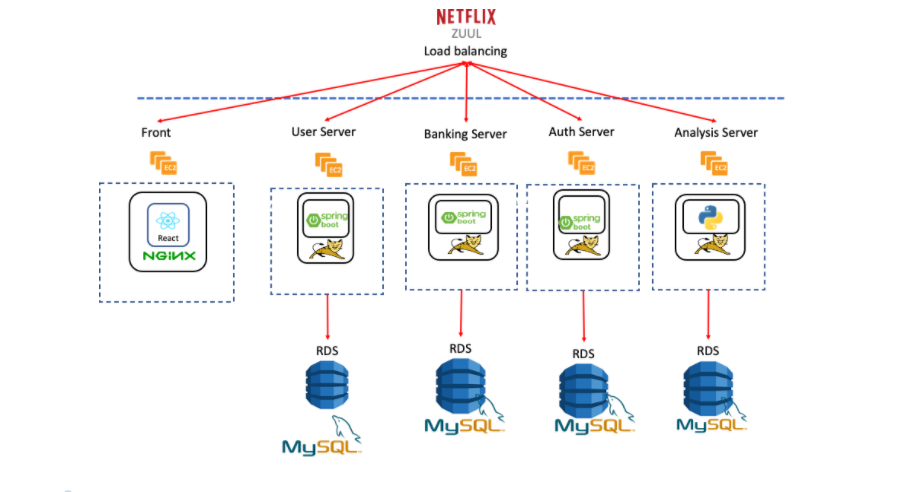 NETFLIX
ZUUL
Load balancing
Front
User Server
Banking Server
Auth Server
Analysis Server
EC2
EC2
EC2
EC2
EC2
React
NGiИX
spring
boot
spring
boot
spring
boot
RDS
RDS
RDS
RDS
MySQL
MySQL
MySQL
MySQL